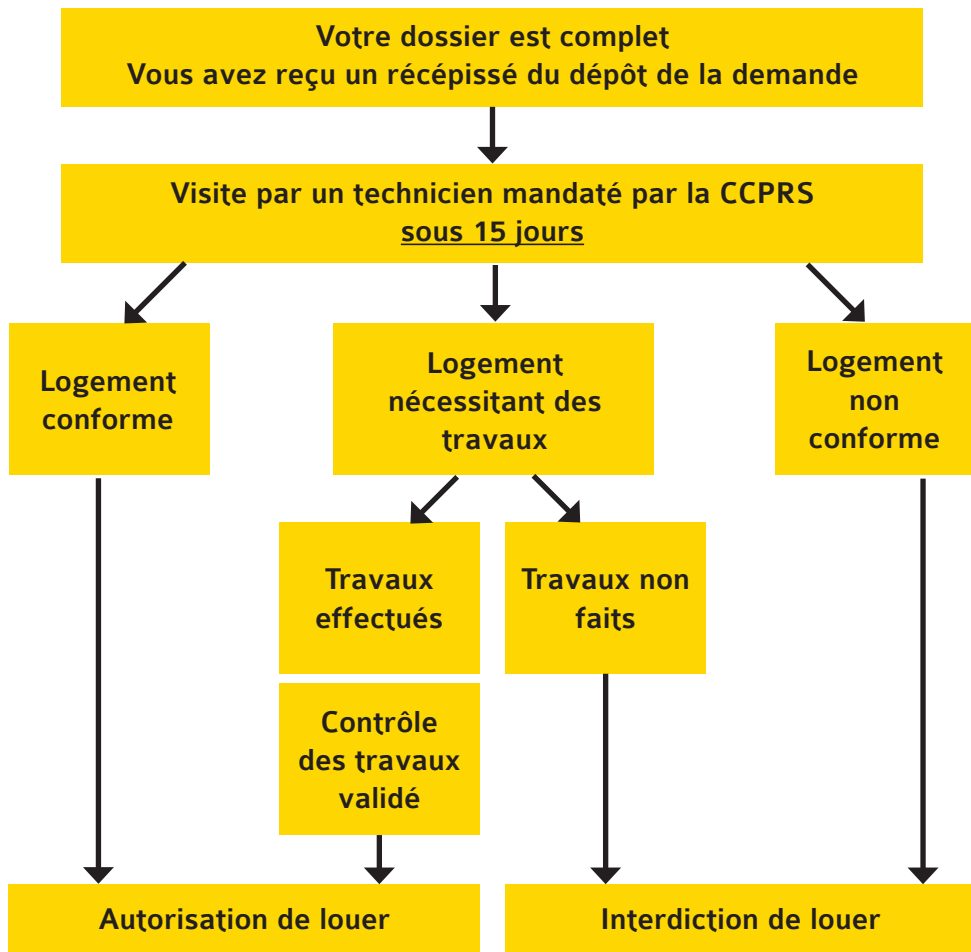 Votre dossier est complet
Vous avez reçu un récépissé du dépôt de la demande
Visite par un technicien mandaté par la CCPRS
sous 15 jours
Logement
conforme
Logement
nécessitant des
travaux
Logement
non
conforme
Travaux
effectués
Travaux non
faits
Contrôle
des travaux
validé
Autorisation de louer
Interdiction de louer